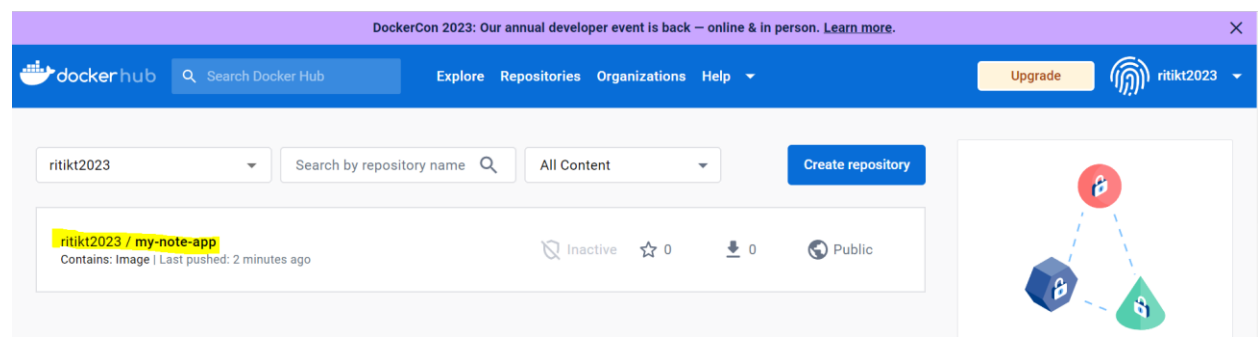 DockerCon 2023: Our annual developer event is back — online & in person. Learn more.
dockerhub Search Docker Hub Explore Repositories Organizations Help Upgrade ritikt2023
ritikt2023 Search by repository name All Content Create repository
ritikt2023 / my-note-app
Contains: Image | Last pushed: 2 minutes ago
Inactive 0 0 Public